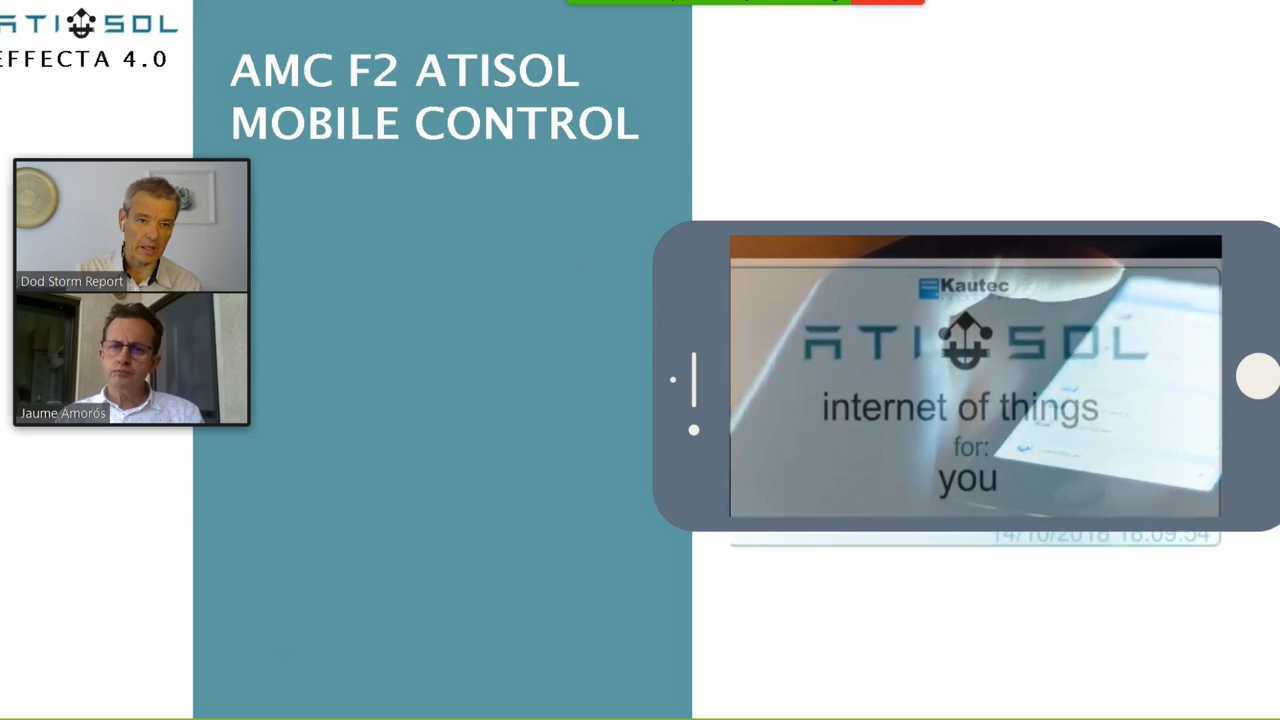 ATISOL
EFFECTA 4.0
AMC F2 ATISOL
MOBILE CONTROL
Dod Storm Report
Jaume Amorós
Kautec
ATISOL
internet of things
for:
you
14/10/2018 18:09:54